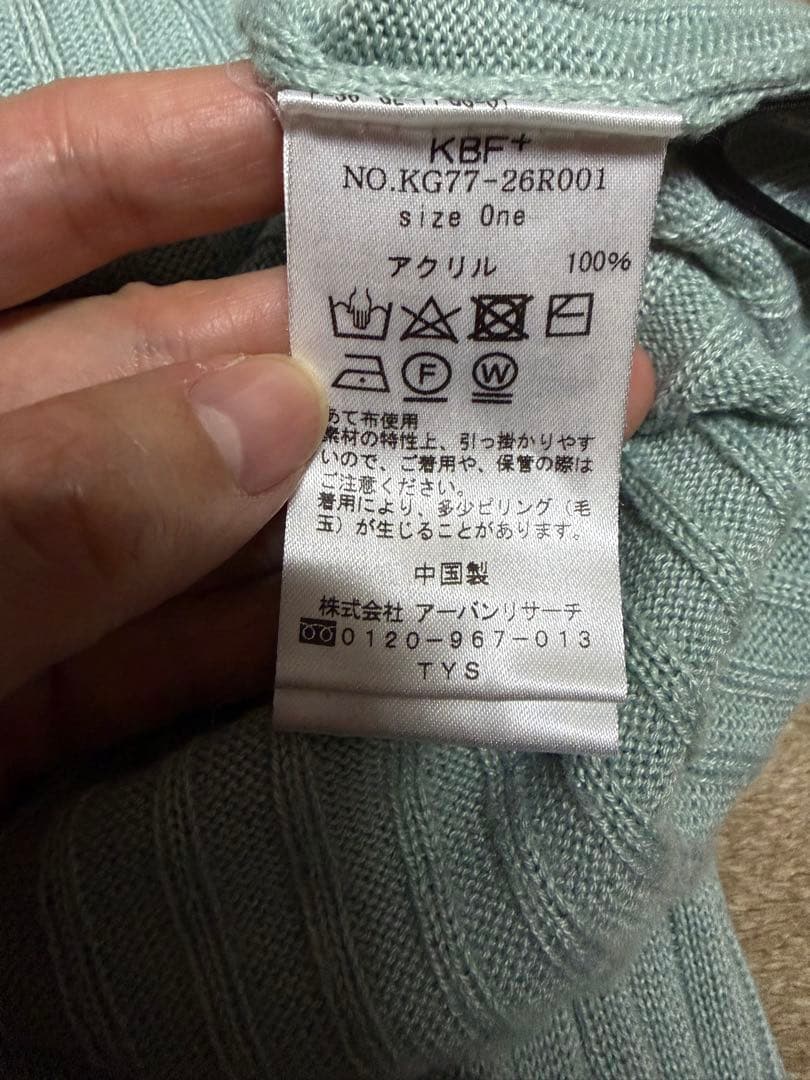 KBF+
NO.KG77-26R001
size One
アクリル 100%
F W
あて布使用
素材の特性上、引っ掛かりやす
いので、ご着用や、保管の際は
ご注意ください。
着用により、多少ピリング（毛
玉）が生じることがあります。
中国製
株式会社 アーバンリサーチ
0120-967-013
TYS